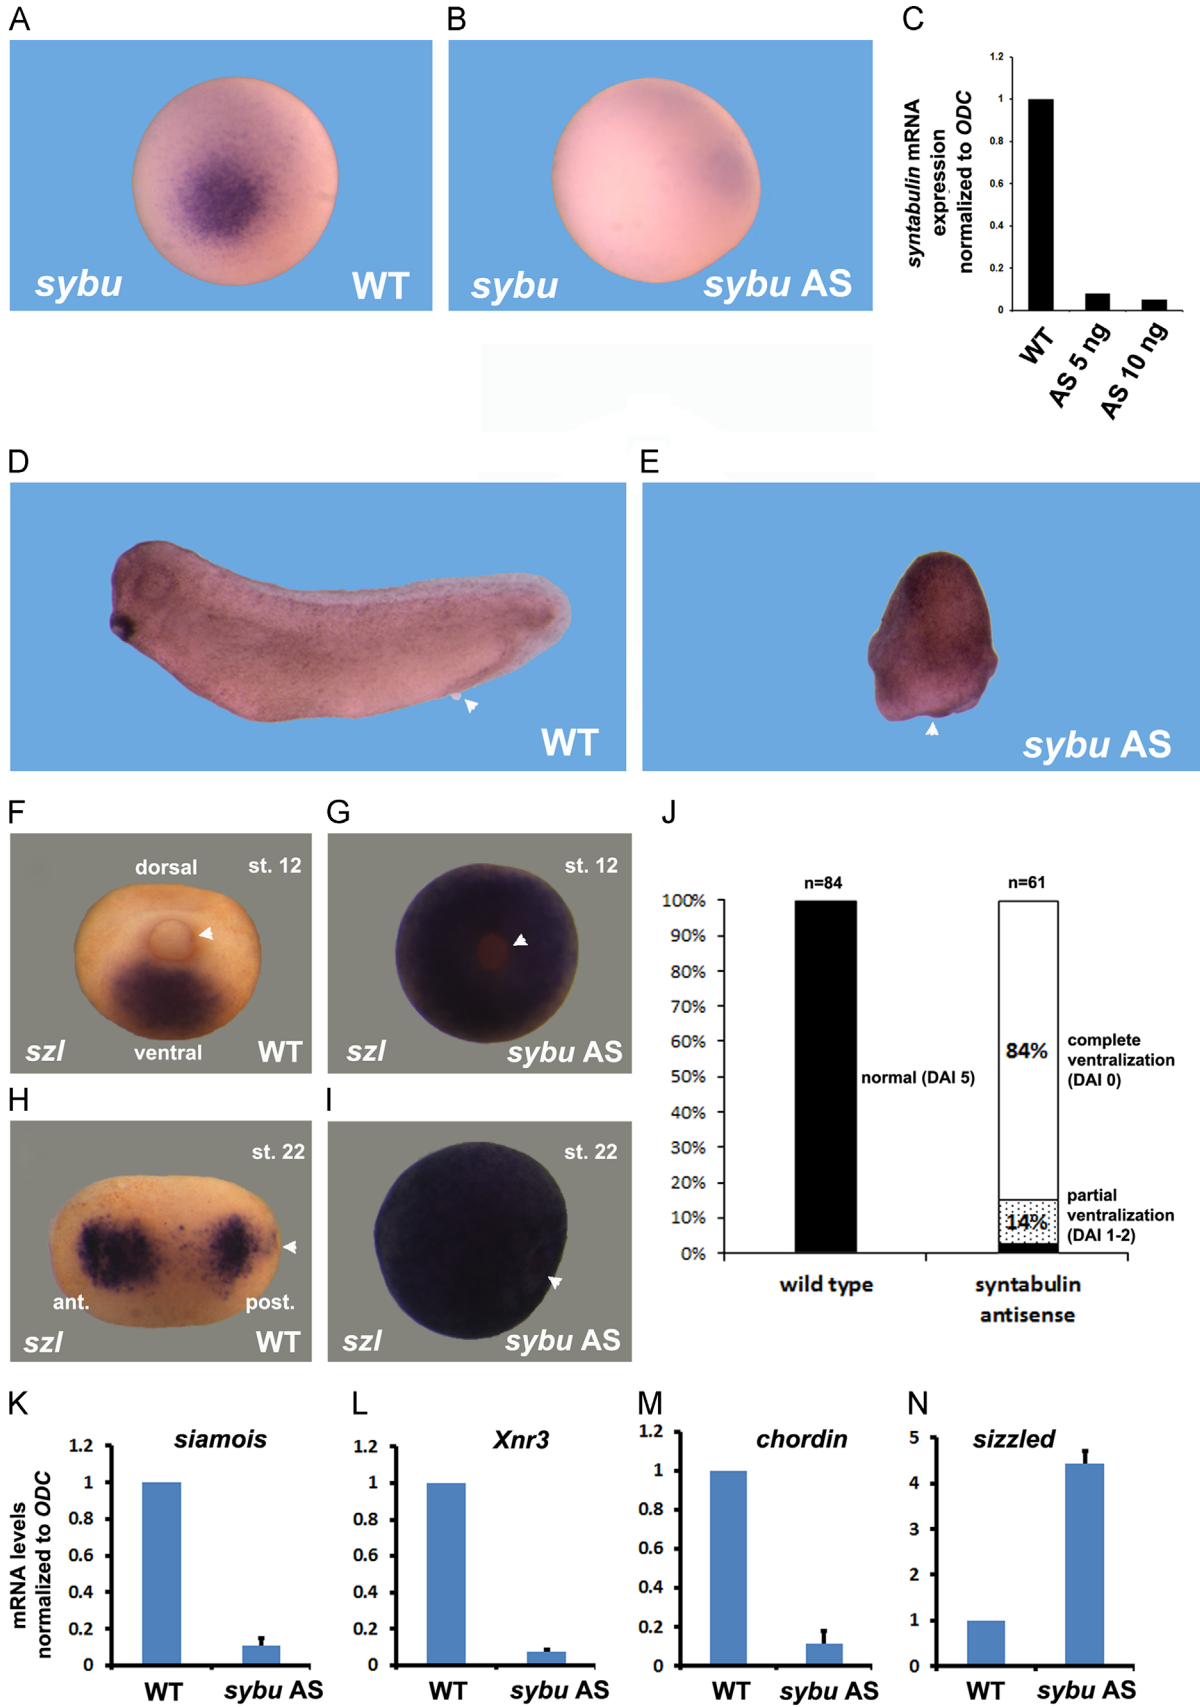 A
B
C
sybu
WT
sybu
sybu AS
syntabulin mRNA
expression
normalized to ODC
1.2
1
0.8
0.6
0.4
0.2
0
WT
AS 5 ng
AS 10 ng
D
E
WT
sybu AS
F
G
J
dorsal
st. 12
szl
ventral
WT
st. 12
szl
sybu AS
H
I
st. 22
ant.
post.
szl
WT
st. 22
szl
sybu AS
n=84
n=61
100%
90%
80%
70%
60%
50%
40%
30%
20%
10%
0%
normal (DAI 5)
84%
complete
ventralization
(DAI 0)
14%
partial
ventralization
(DAI 1-2)
wild type
syntabulin
antisense
K
L
M
N
mRNA levels
normalized to ODC
siamois
1.2
1
0.8
0.6
0.4
0.2
0
WT
sybu AS
Xnr3
1.2
1
0.8
0.6
0.4
0.2
0
WT
sybu AS
chordin
1.2
1
0.8
0.6
0.4
0.2
0
WT
sybu AS
sizzled
5
4
3
2
1
0
WT
sybu AS